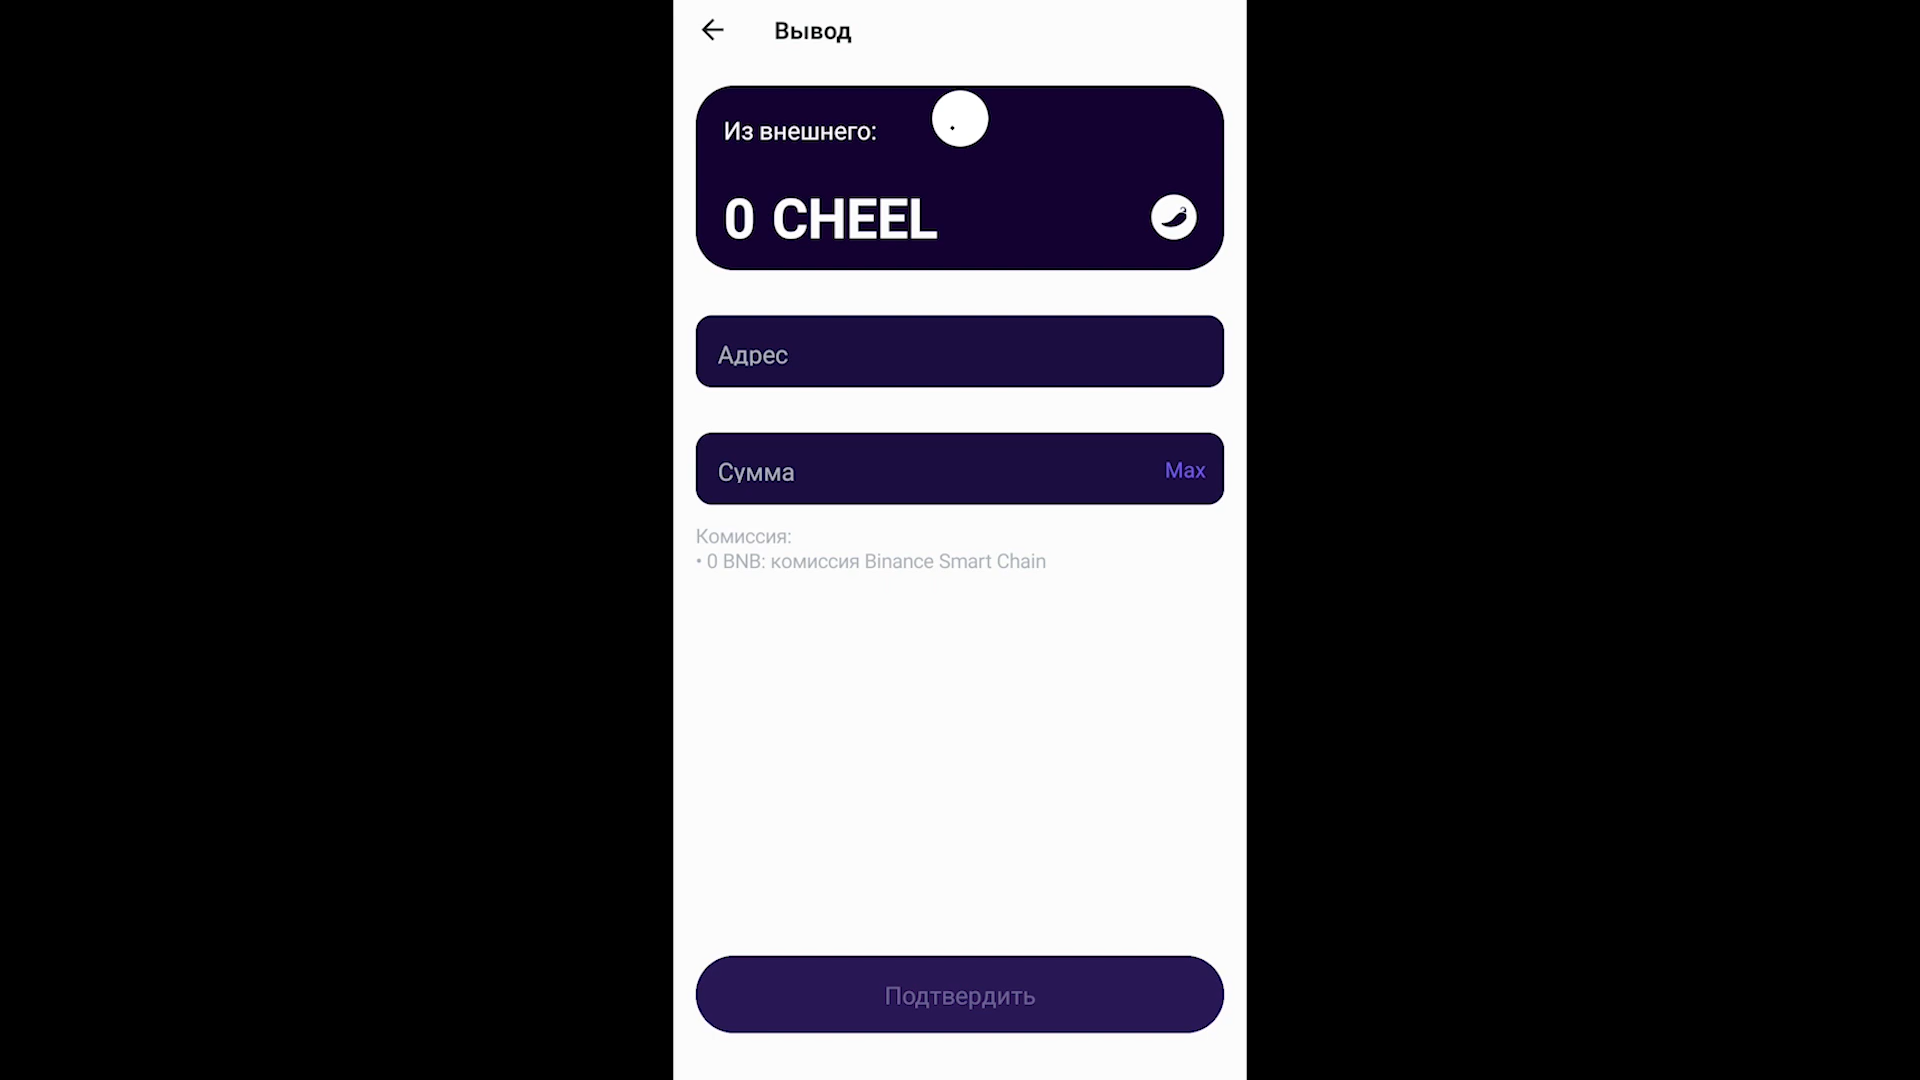 Вывод
Из внешнего:
0 CHEEL
Адрес
Сумма
Max
Комиссия:
• 0 BNB: комиссия Binance Smart Chain
Подтвердить